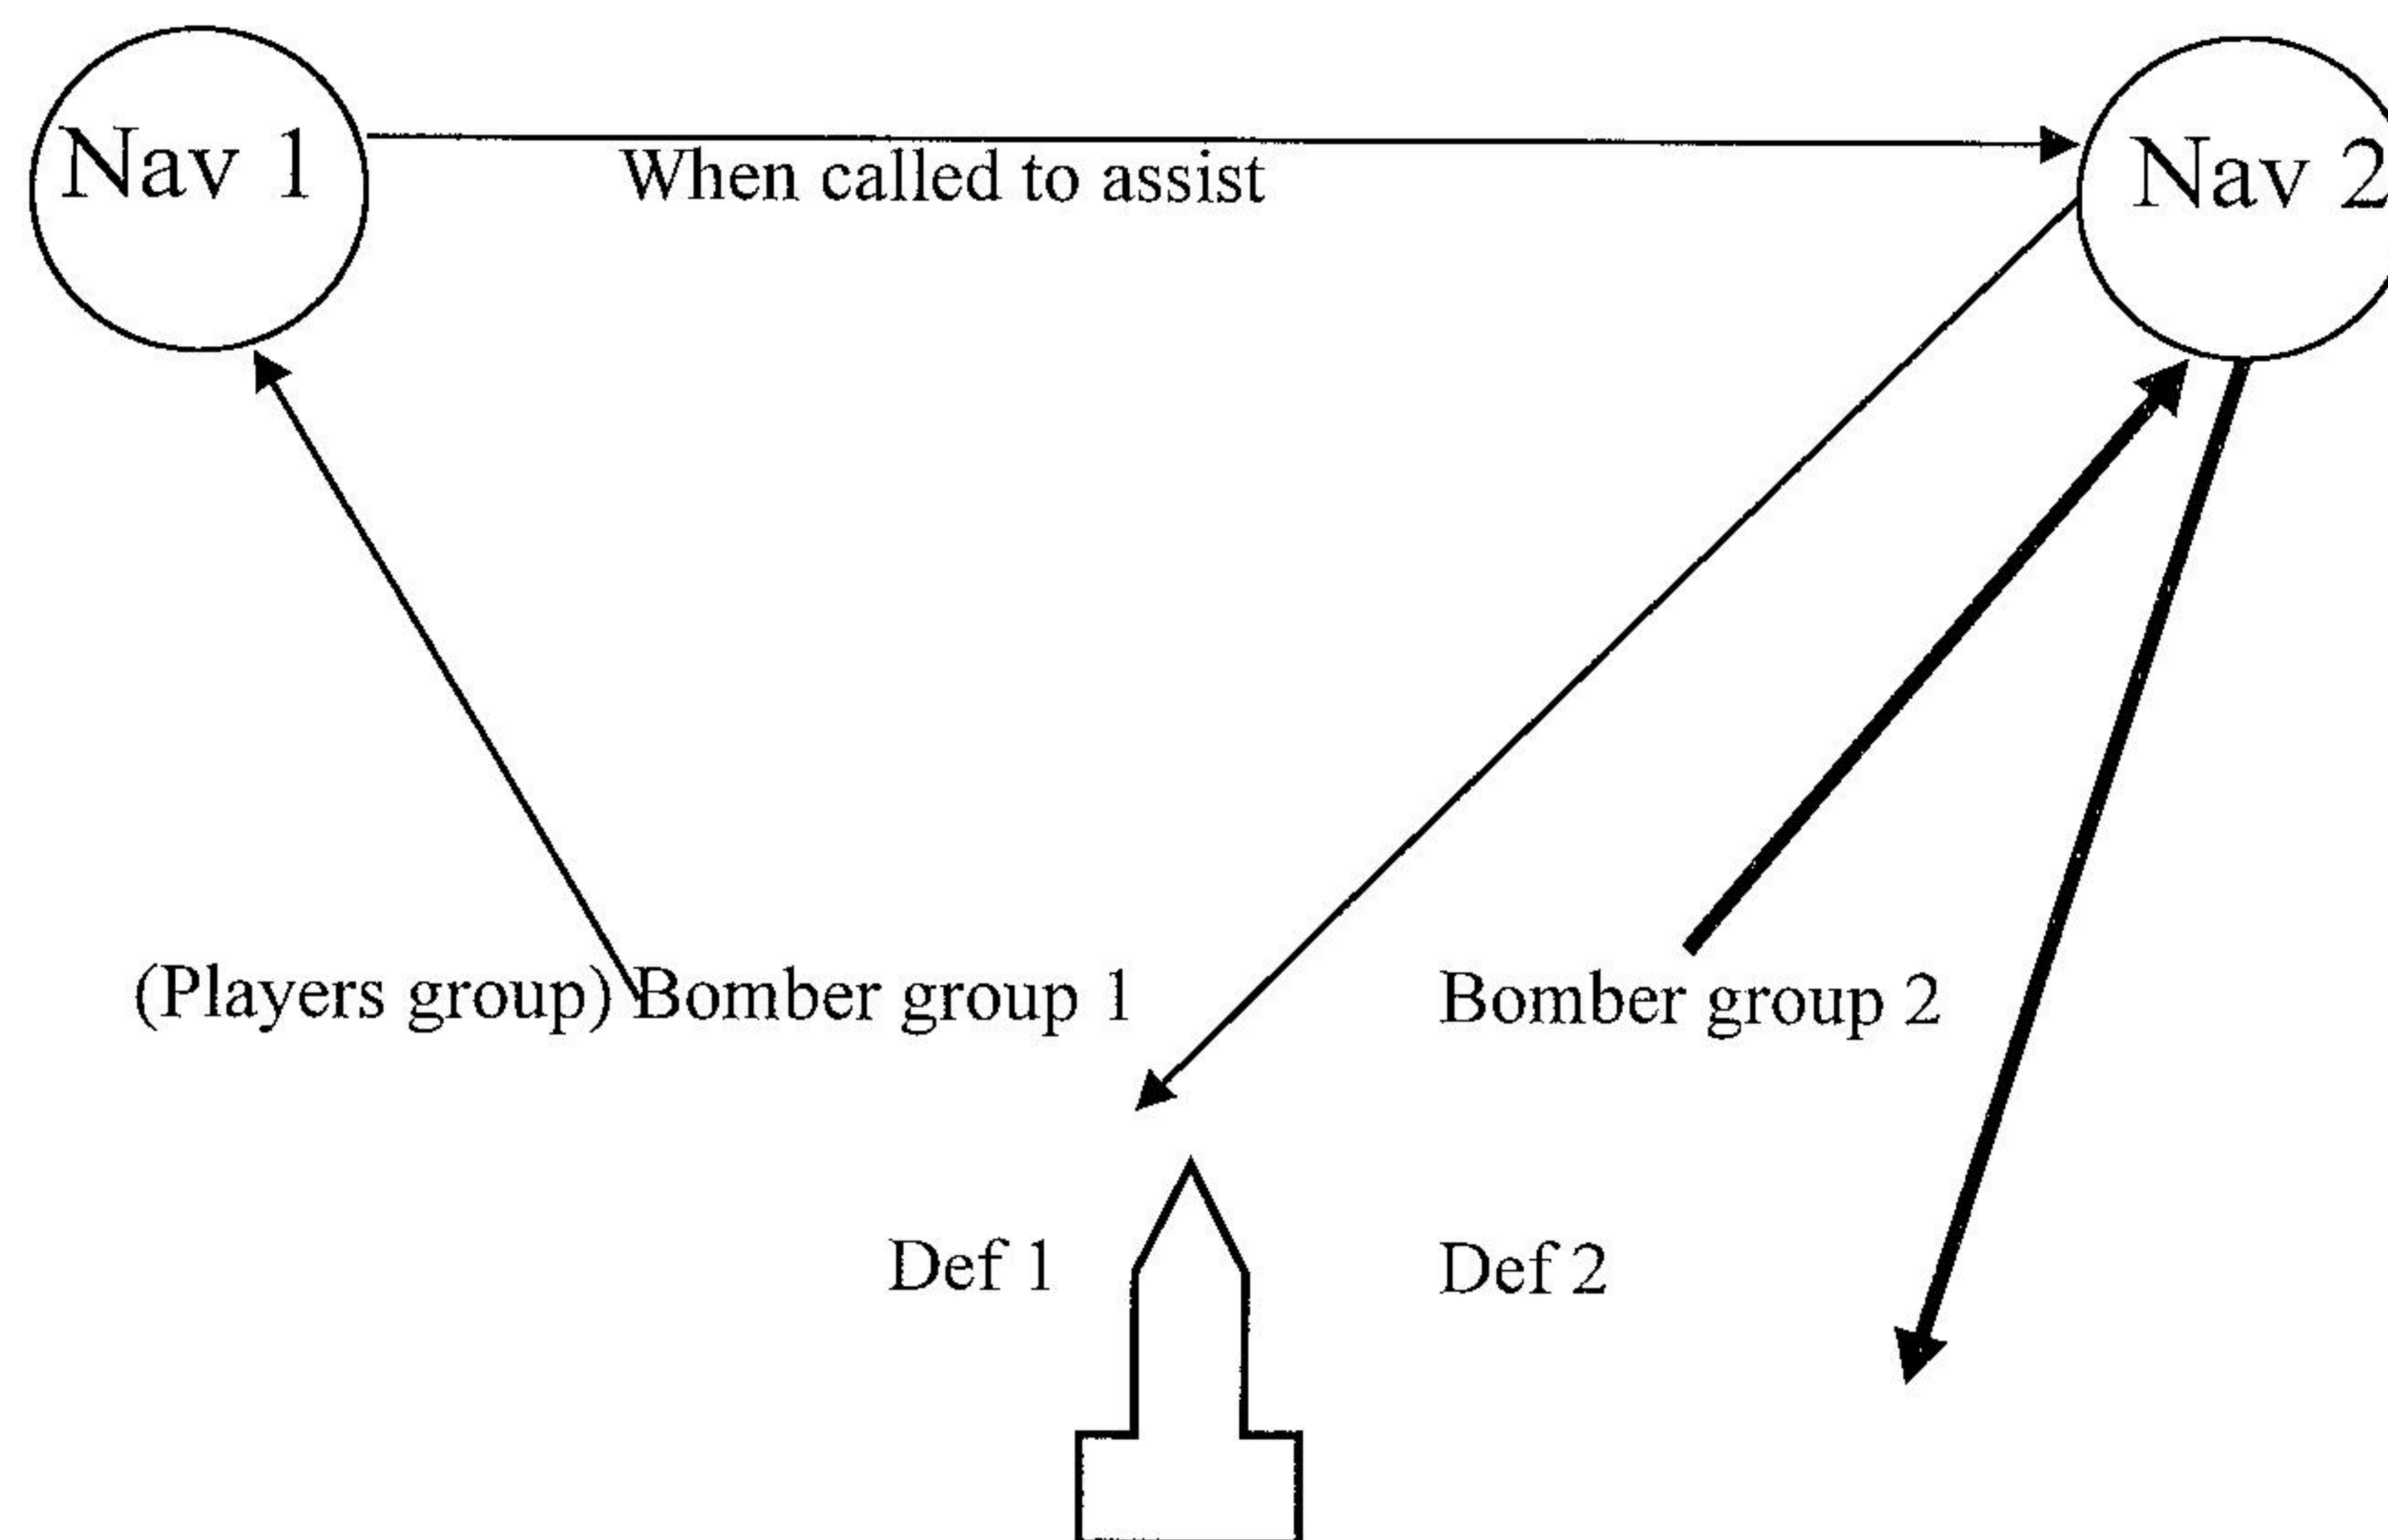 Nav 1
Nav 2
When called to assist
(Players group) Bomber group 1
Bomber group 2
Def 1
Def 2